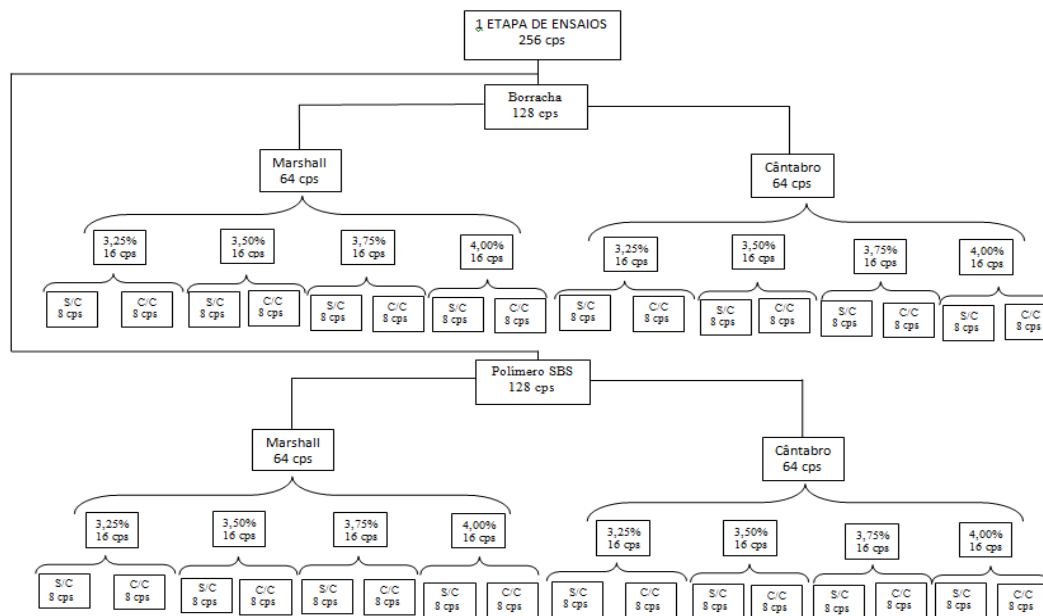 1 ETAPA DE ENSAIOS
256 cps
Borracha
128 cps
Marshall
64 cps
Cântabro
64 cps
3,25%
16 cps
3,50%
16 cps
3,75%
16 cps
4,00%
16 cps
3,25%
16 cps
3,50%
16 cps
3,75%
16 cps
4,00%
16 cps
S/C
8 cps
C/C
8 cps
S/C
8 cps
C/C
8 cps
S/C
8 cps
C/C
8 cps
S/C
8 cps
C/C
8 cps
S/C
8 cps
C/C
8 cps
S/C
8 cps
C/C
8 cps
S/C
8 cps
C/C
8 cps
S/C
8 cps
C/C
8 cps
Polímero SBS
128 cps
Marshall
64 cps
Cântabro
64 cps
3,25%
16 cps
3,50%
16 cps
3,75%
16 cps
4,00%
16 cps
3,25%
16 cps
3,50%
16 cps
3,75%
16 cps
4,00%
16 cps
S/C
8 cps
C/C
8 cps
S/C
8 cps
C/C
8 cps
S/C
8 cps
C/C
8 cps
S/C
8 cps
C/C
8 cps
S/C
8 cps
C/C
8 cps
S/C
8 cps
C/C
8 cps
S/C
8 cps
C/C
8 cps
S/C
8 cps
C/C
8 cps